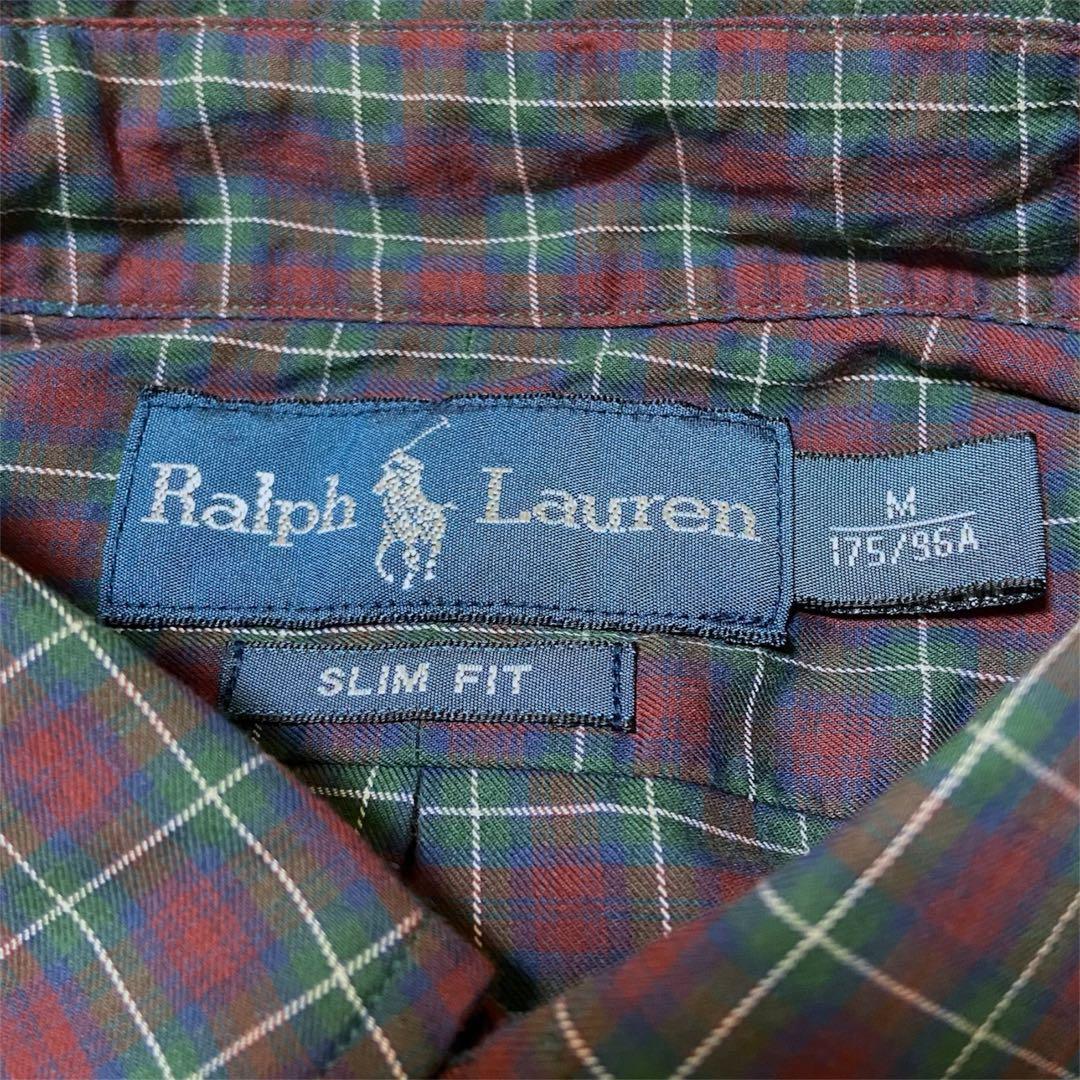 Ralph Lauren
M
175/96A
SLIM FIT